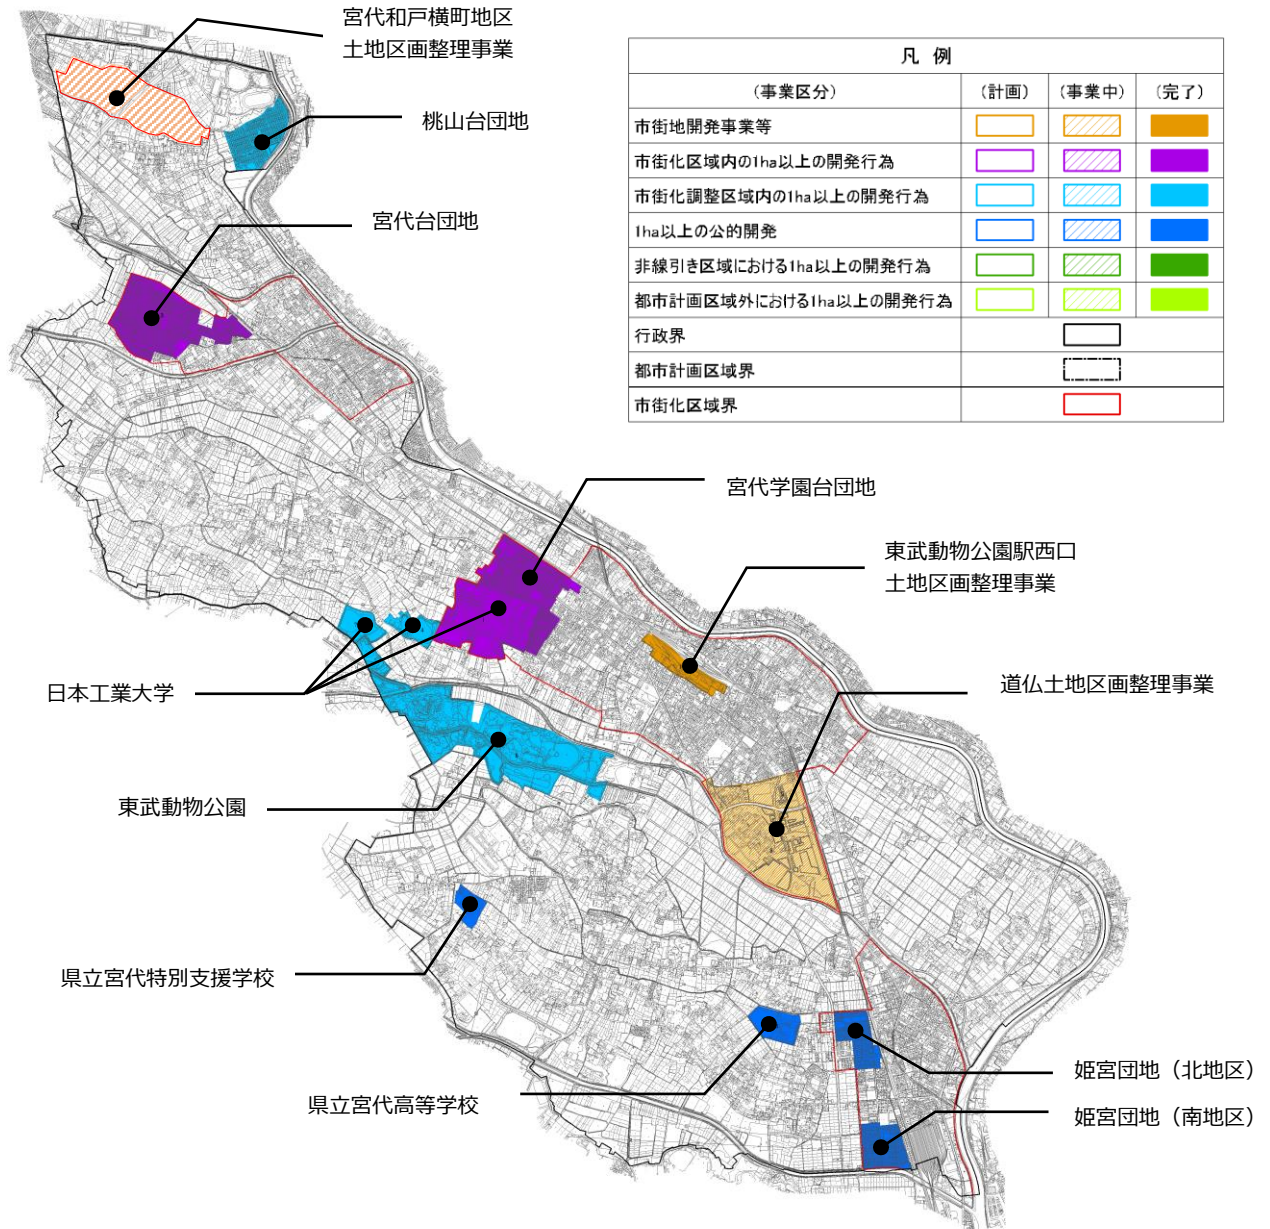 宮代和戸横町地区
土地区画整理事業
桃山台団地
宮代台団地
凡 例
(事業区分) (計画) (事業中) (完了)
市街地開発事業等
市街化区域内の1ha以上の開発行為
市街化調整区域内の1ha以上の開発行為
1ha以上の公的開発
非線引き区域における1ha以上の開発行為
都市計画区域外における1ha以上の開発行為
行政界
都市計画区域界
市街化区域界
宮代学園台団地
東武動物公園駅西口
土地区画整理事業
日本工業大学
道仏土地区画整理事業
東武動物公園
県立宮代特別支援学校
県立宮代高等学校
姫宮団地（北地区）
姫宮団地（南地区）